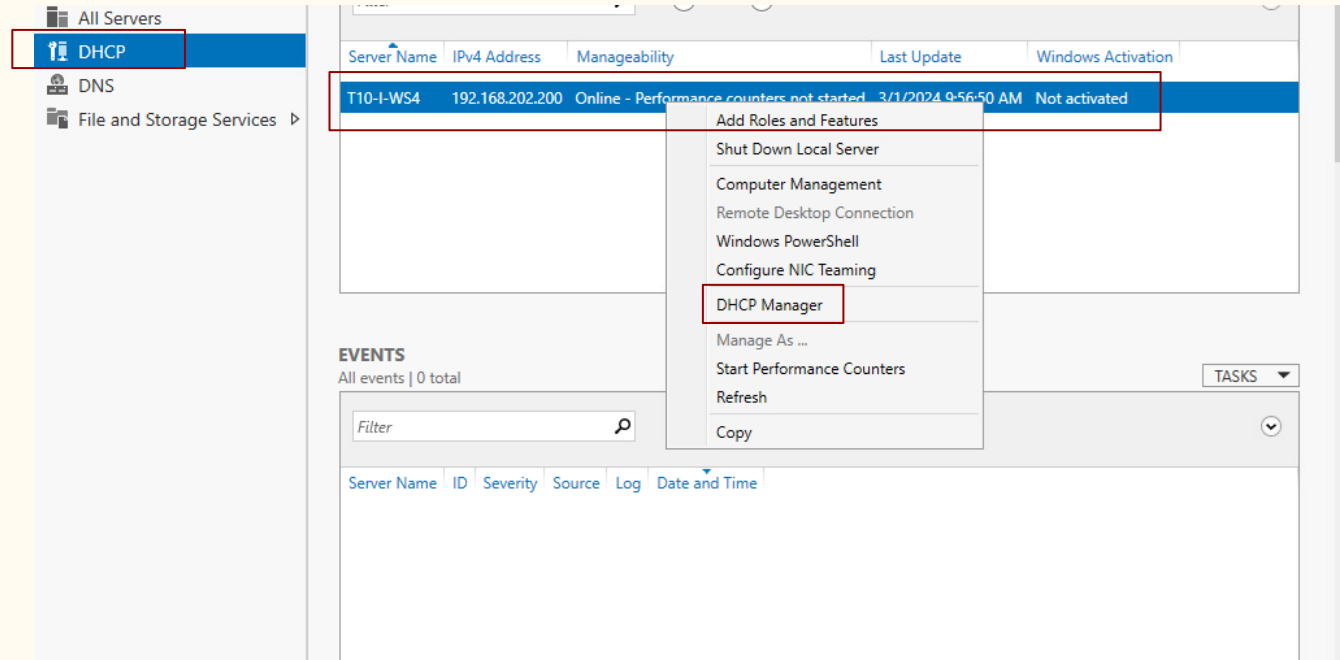 All Servers
DHCP
DNS
File and Storage Services
Server Name IPv4 Address Manageability Last Update Windows Activation
T10-I-WS4 192.168.202.200 Online - Performance counters not started 3/1/2024 9:56:50 AM Not activated
Add Roles and Features
Shut Down Local Server
Computer Management
Remote Desktop Connection
Windows PowerShell
Configure NIC Teaming
DHCP Manager
Manage As ...
Start Performance Counters
Refresh
Copy
EVENTS
All events | 0 total
TASKS
Filter
Server Name ID Severity Source Log Date and Time